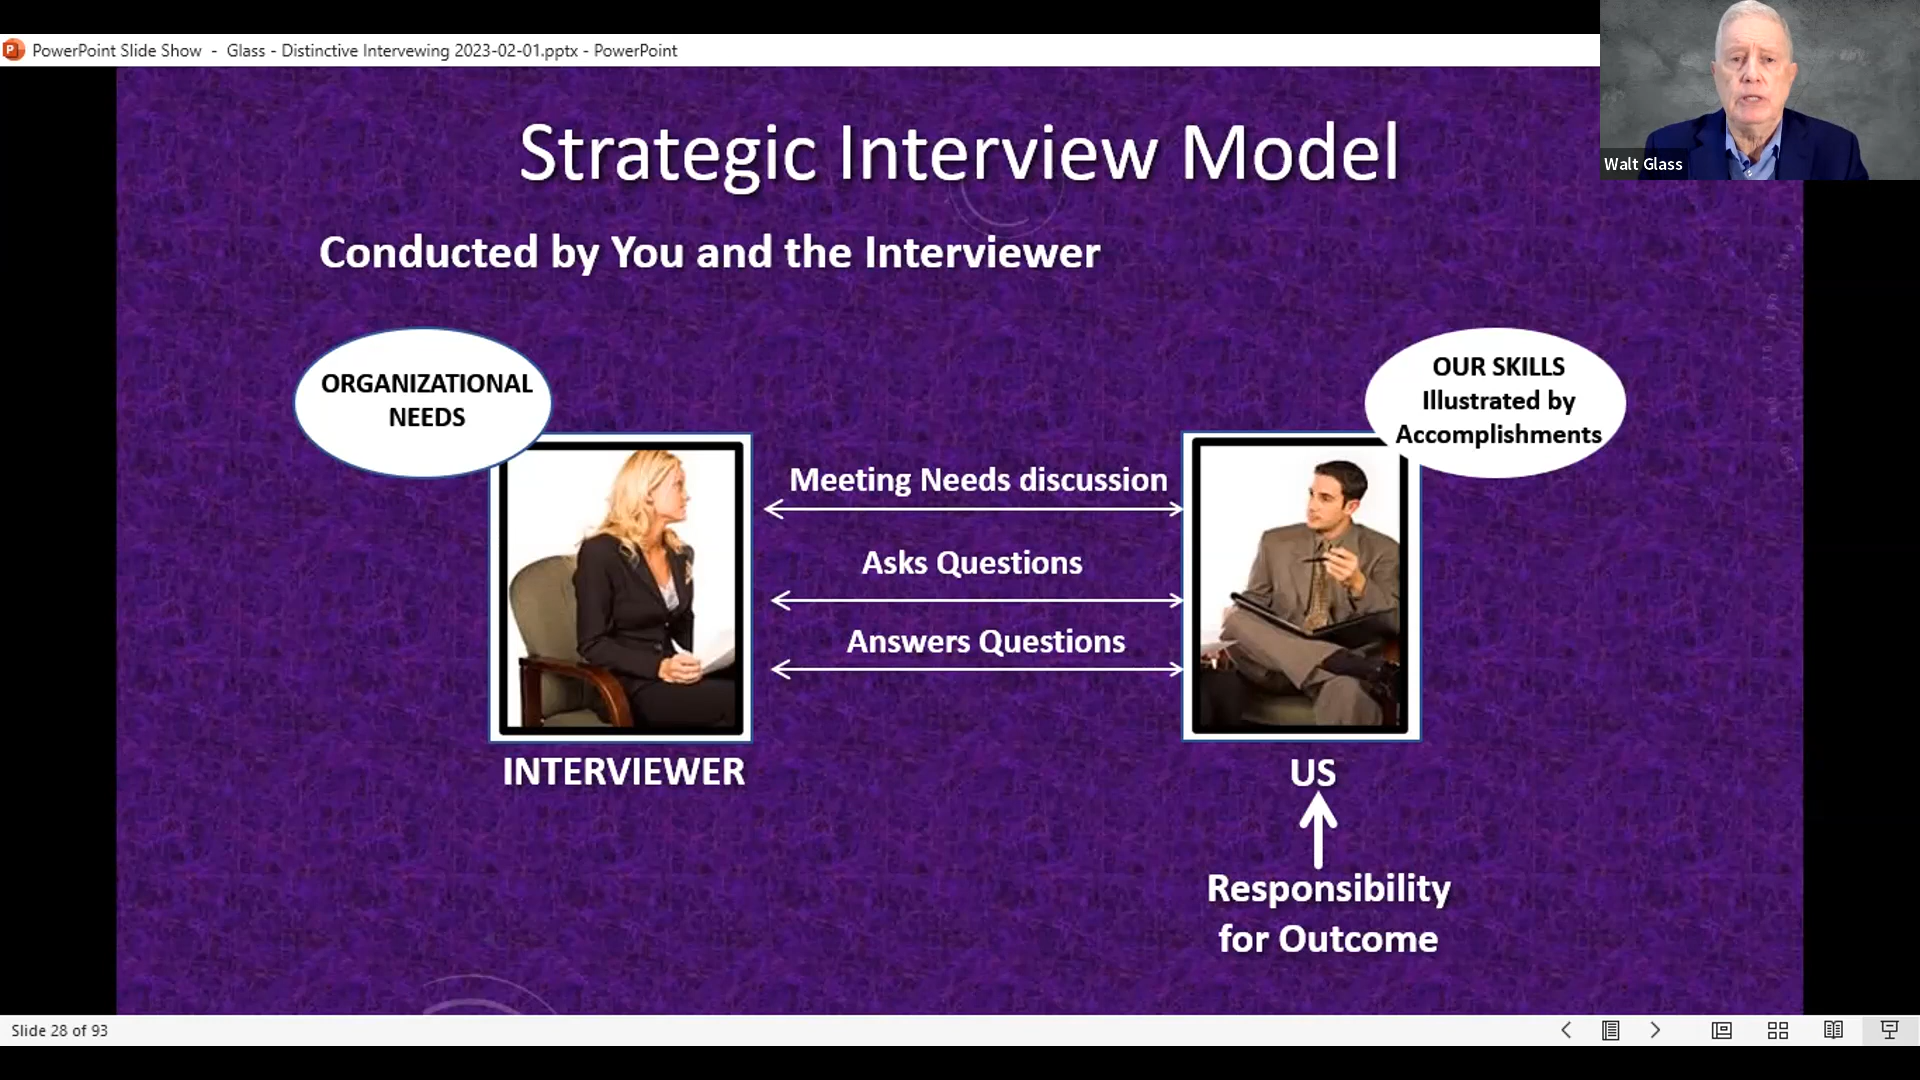 PowerPoint Slide Show - Glass - Distinctive Intervewing 2023-02-01.pptx - PowerPoint
Walt Glass
Strategic Interview Model
Conducted by You and the Interviewer
ORGANIZATIONAL
NEEDS
OUR SKILLS
Illustrated by
Accomplishments
Meeting Needs discussion
Asks Questions
Answers Questions
INTERVIEWER
US
Responsibility
for Outcome
Slide 28 of 93